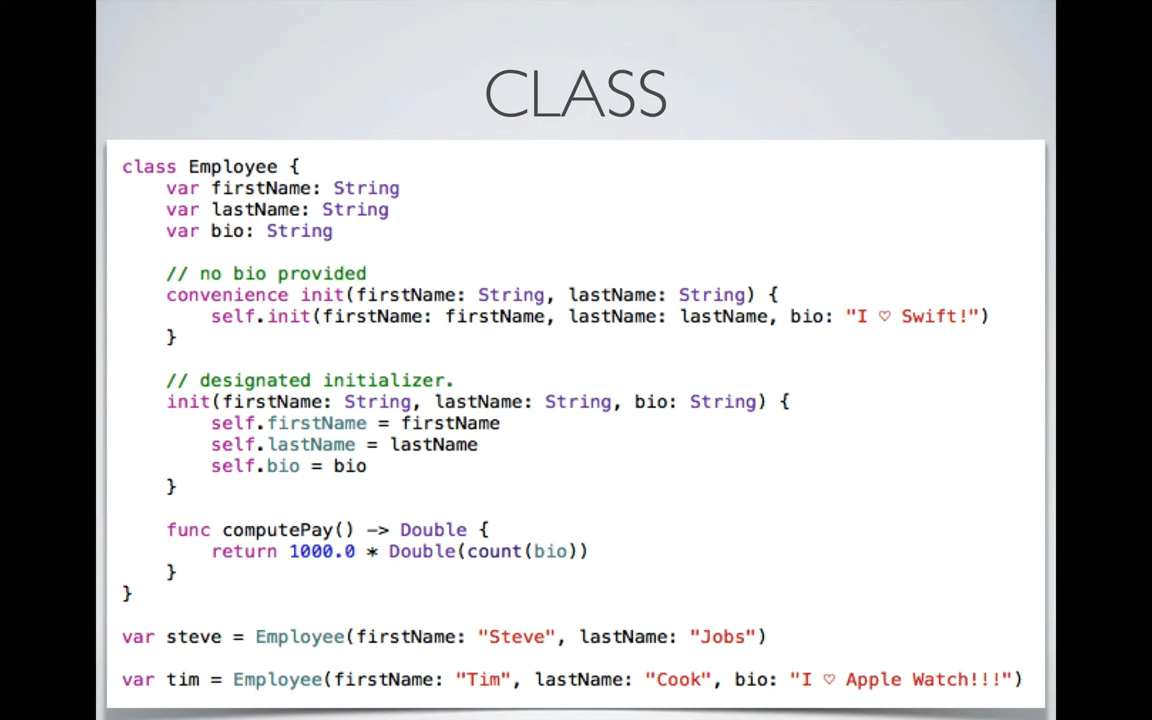 CLASS
class Employee {
    var firstName: String
    var lastName: String
    var bio: String
    // no bio provided
    convenience init(firstName: String, lastName: String) {
        self.init(firstName: firstName, lastName: lastName, bio: "I ♡ Swift!")
    }
    // designated initializer.
    init(firstName: String, lastName: String, bio: String) {
        self.firstName = firstName
        self.lastName = lastName
        self.bio = bio
    }
    func computePay() -> Double {
        return 1000.0 * Double(count(bio))
    }
}
var steve = Employee(firstName: "Steve", lastName: "Jobs")
var tim = Employee(firstName: "Tim", lastName: "Cook", bio: "I ♡ Apple Watch!!!")